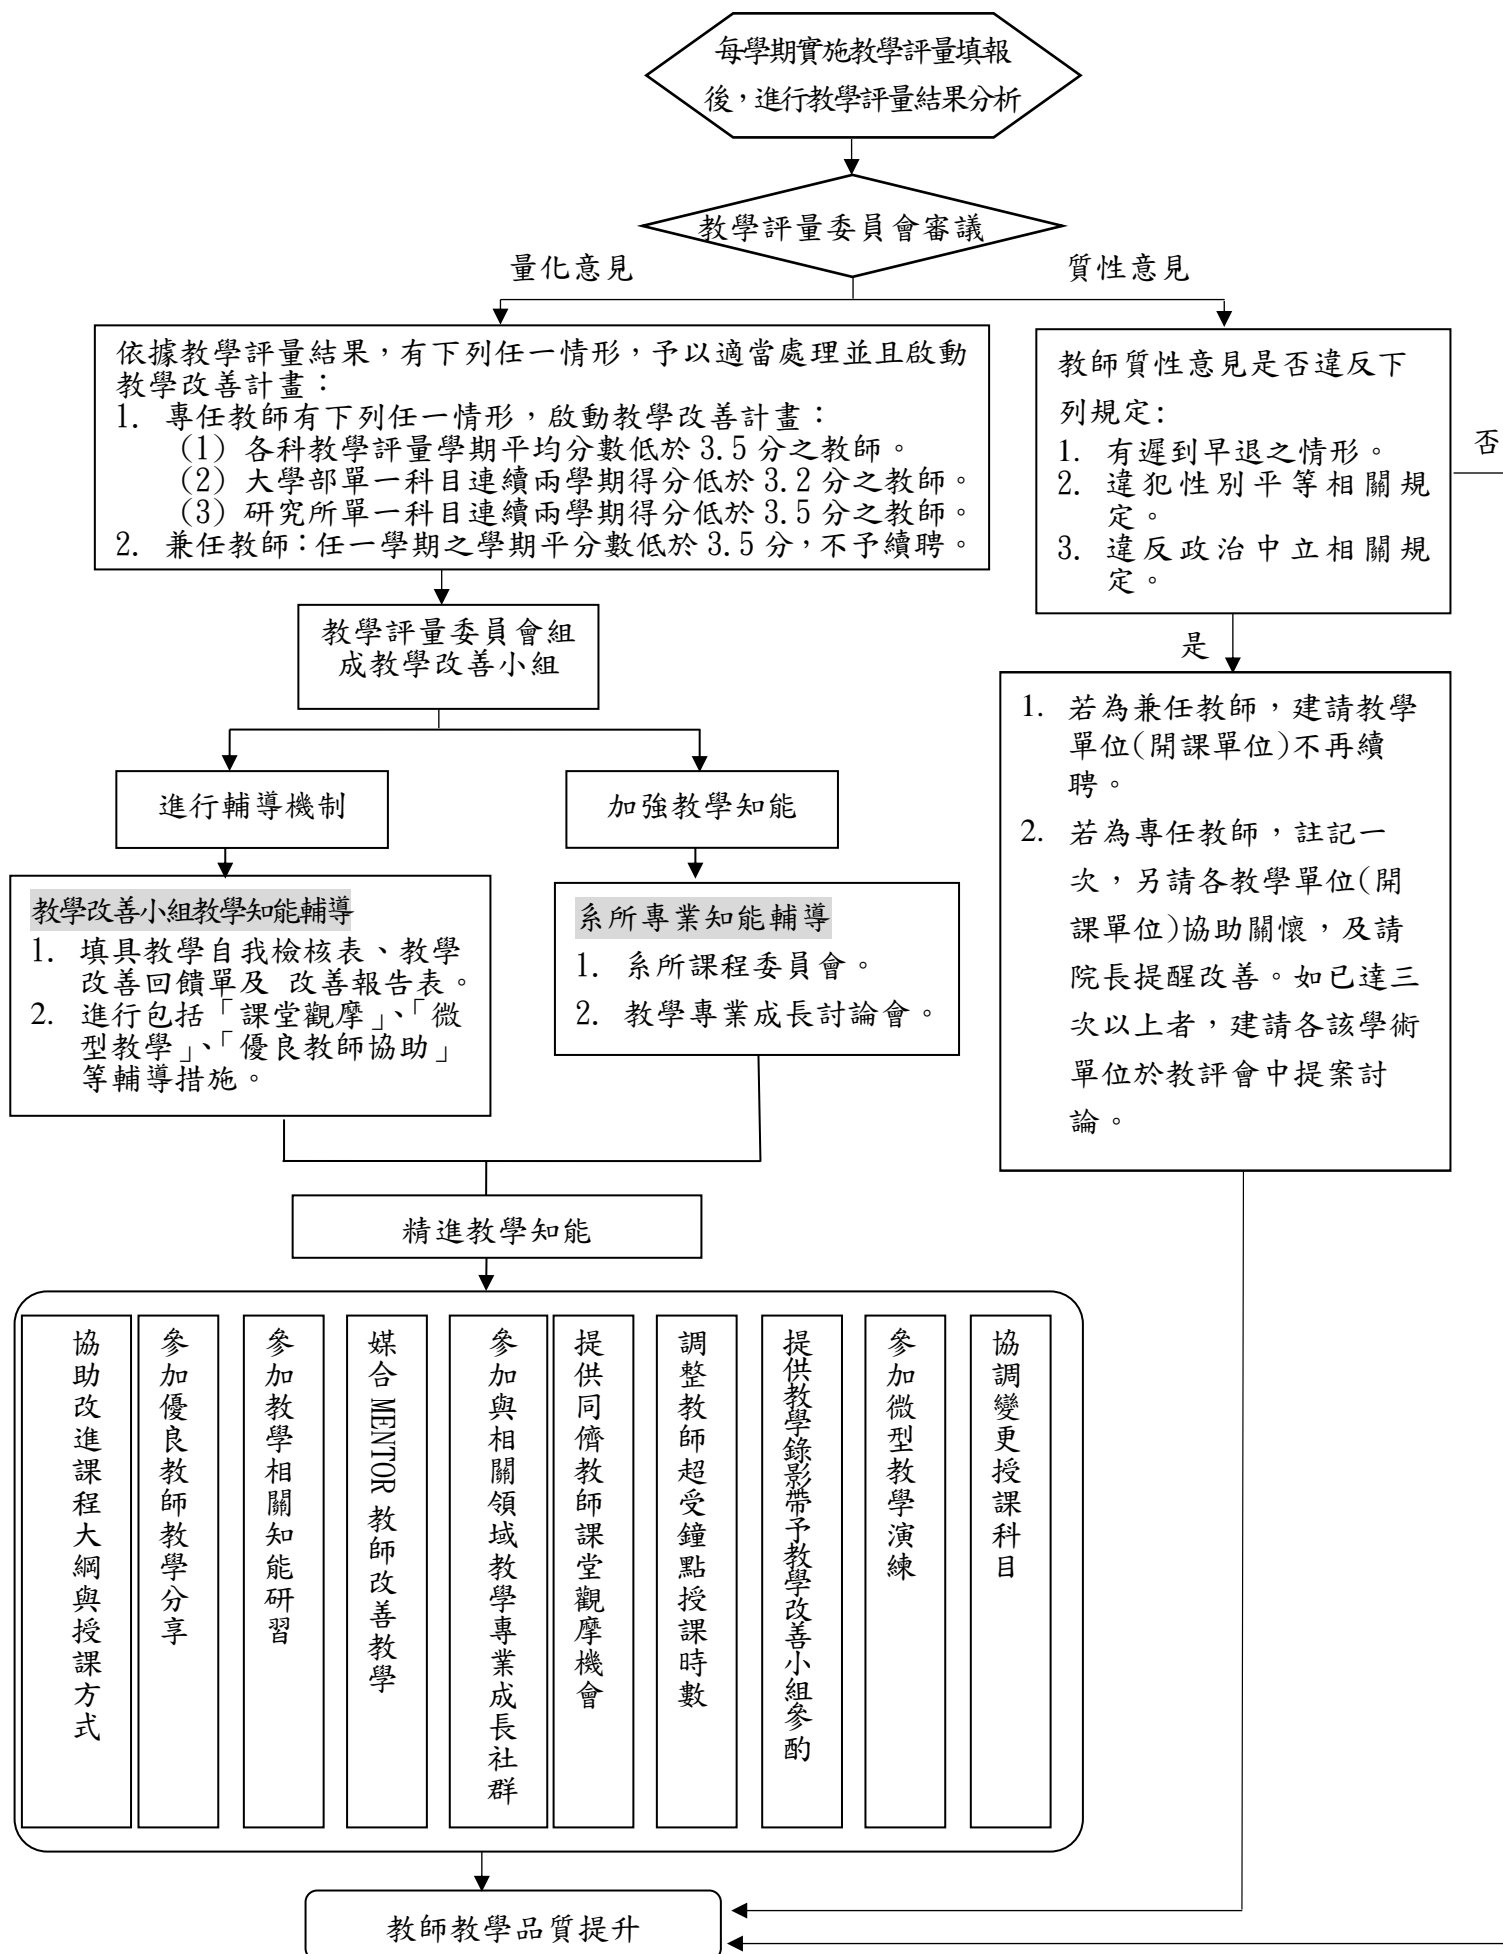 每學期實施教學評量填報
後，進行教學評量結果分析
教學評量委員會審議
量化意見
質性意見
依據教學評量結果，有下列任一情形，予以適當處理並且啟動
教學改善計畫：
1. 專任教師有下列任一情形，啟動教學改善計畫：
(1) 各科教學評量學期平均分數低於 3.5 分之教師。
(2) 大學部單一科目連續兩學期得分低於 3.2 分之教師。
(3) 研究所單一科目連續兩學期得分低於 3.5 分之教師。
2. 兼任教師：任一學期之學期平分數低於 3.5 分，不予續聘。
教師質性意見是否違反下
列規定:
1. 有遲到早退之情形。
2. 違犯性別平等相關規
定。
3. 違反政治中立相關規
定。
否
是
教學評量委員會組
成教學改善小組
1. 若為兼任教師，建請教學
單位(開課單位)不再續
聘。
2. 若為專任教師，註記一
次，另請各教學單位(開
課單位)協助關懷，及請
院長提醒改善。如已達三
次以上者，建請各該學術
單位於教評會中提案討
論。
進行輔導機制
加強教學知能
教學改善小組教學知能輔導
1. 填具教學自我檢核表、教學
改善回饋單及 改善報告表。
2. 進行包括「課堂觀摩」、「微
型教學」、「優良教師協助」
等輔導措施。
系所專業知能輔導
1. 系所課程委員會。
2. 教學專業成長討論會。
精進教學知能
協助改進課程大綱與授課方式
參加優良教師教學分享
參加教學相關知能研習
媒合 MENTOR 教師改善教學
參加與相關領域教學專業成長社群
提供同儕教師課堂觀摩機會
調整教師超受鐘點授課時數
提供教學錄影帶予教學改善小組參酌
參加微型教學演練
協調變更授課科目
教師教學品質提升